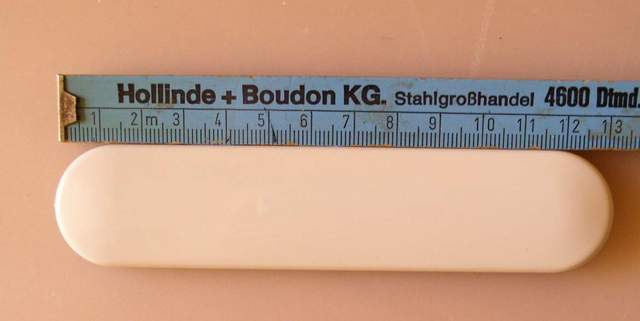 Hollinde + Boudon KG. Stahlgroßhandel 4600 Dtmd.
1 2 m 3 4 5 6 7 8 9 10 11 12 13